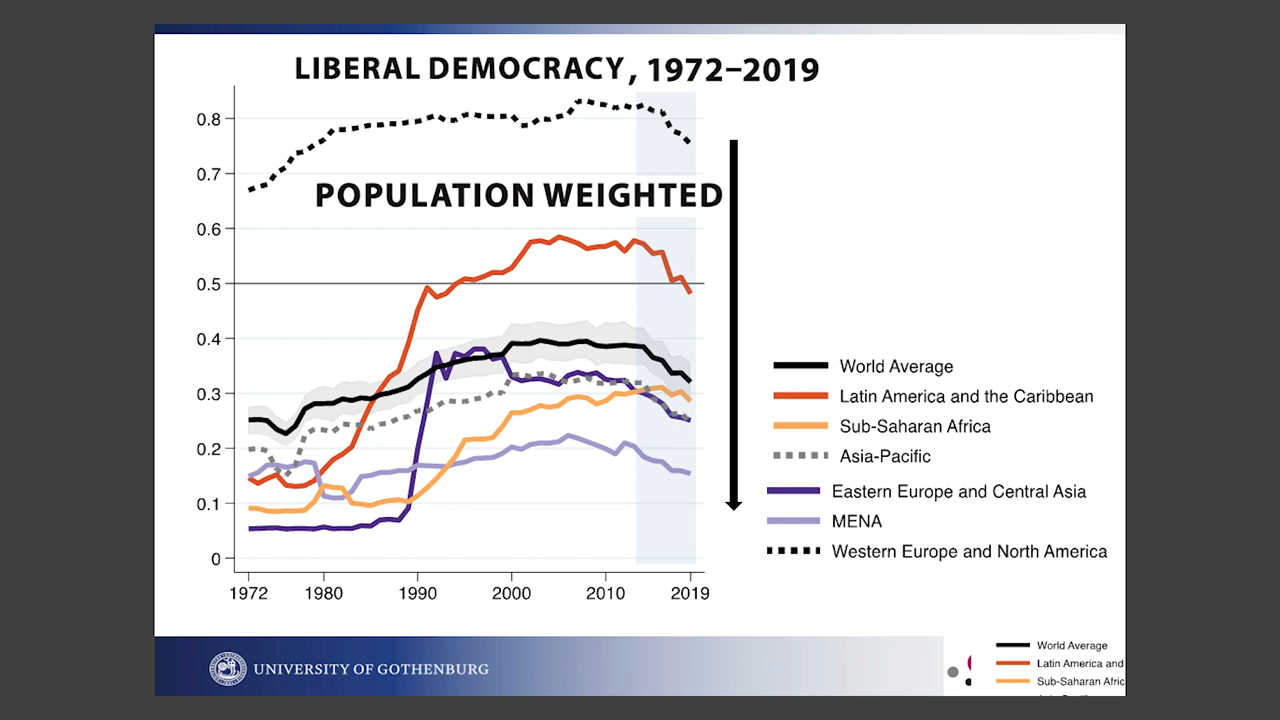 LIBERAL DEMOCRACY, 1972–2019
POPULATION WEIGHTED
0.8
0.7
0.6
0.5
0.4
0.3
0.2
0.1
0
1972 1980 1990 2000 2010 2019
World Average
Latin America and the Caribbean
Sub-Saharan Africa
Asia-Pacific
Eastern Europe and Central Asia
MENA
Western Europe and North America
UNIVERSITY OF GOTHENBURG
World Average
Latin America and
Sub-Saharan Afric